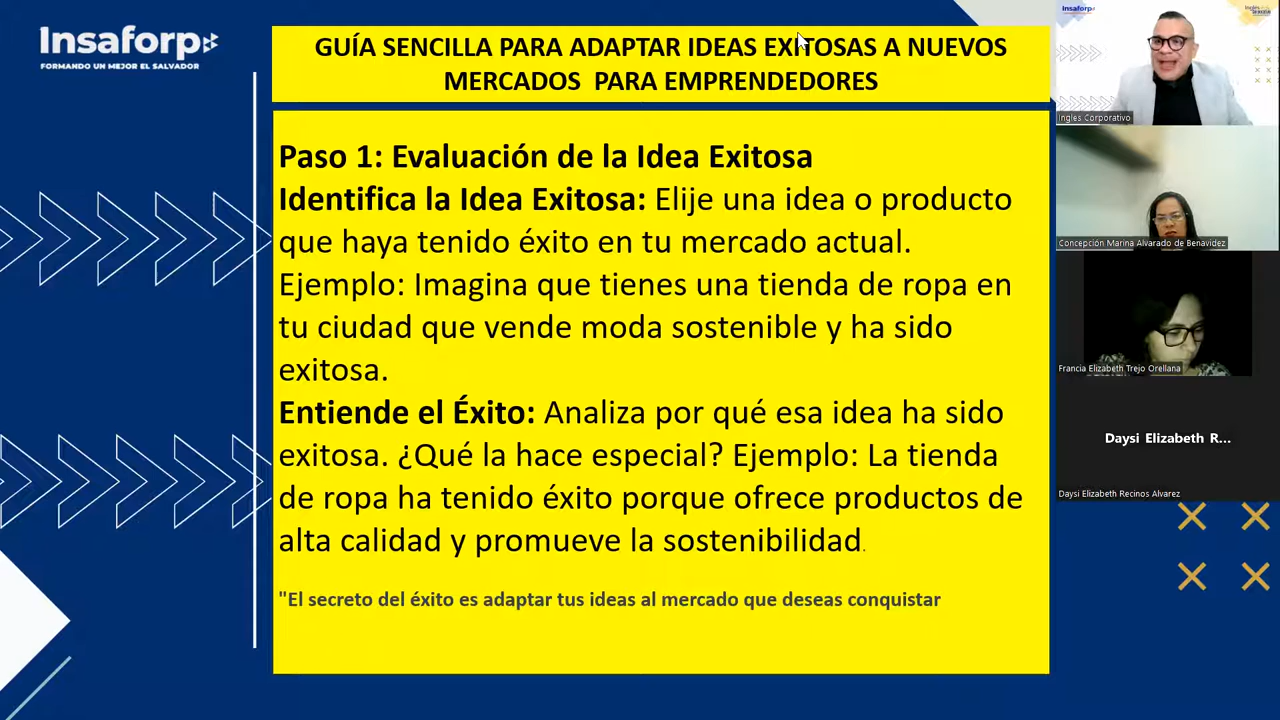 Insaforp
FORMANDO UN MEJOR EL SALVADOR
GUÍA SENCILLA PARA ADAPTAR IDEAS EXITOSAS A NUEVOS
MERCADOS PARA EMPRENDEDORES
Paso 1: Evaluación de la Idea Exitosa
Identifica la Idea Exitosa: Elije una idea o producto
que haya tenido éxito en tu mercado actual.
Ejemplo: Imagina que tienes una tienda de ropa en
tu ciudad que vende moda sostenible y ha sido
exitosa.
Entiende el Éxito: Analiza por qué esa idea ha sido
exitosa. ¿Qué la hace especial? Ejemplo: La tienda
de ropa ha tenido éxito porque ofrece productos de
alta calidad y promueve la sostenibilidad.
"El secreto del éxito es adaptar tus ideas al mercado que deseas conquistar
Insaforp
Ingles Corporativo
Concepción Marina Alvarado de Benavidez
Francia Elizabeth Trejo Orellana
Daysi Elizabeth R...
Daysi Elizabeth Recinos Alvarez